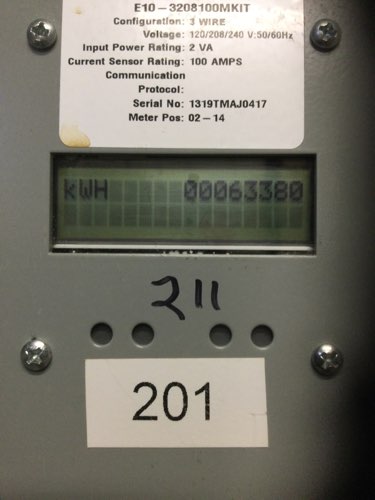 E10-3208100MKIT
Configuration: 3 WIRE
Voltage: 120/208/240 V:50/60Hz
Input Power Rating: 2 VA
Current Sensor Rating: 100 AMPS
Communication
Protocol:
Serial No: 1319TMAJ0417
Meter Pos: 02-14
kWH 00063380
211
201